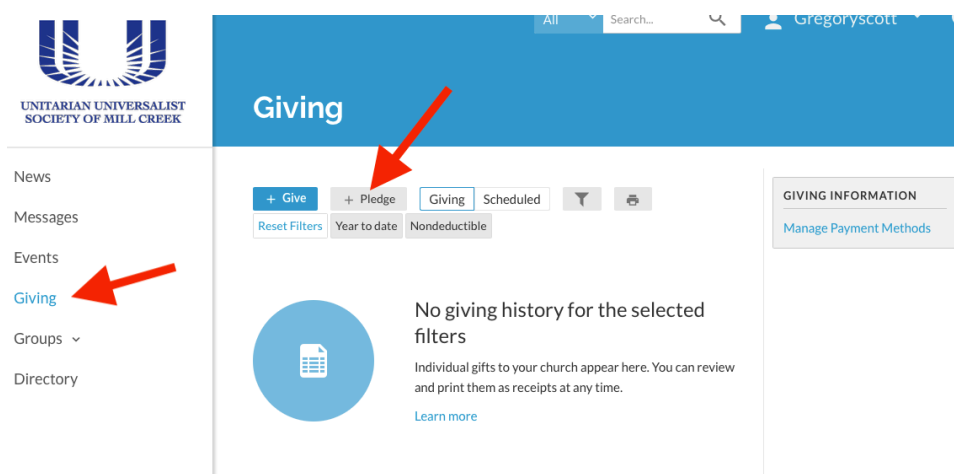 All Search... Gregoryscott
UNITARIAN UNIVERSALIST
SOCIETY OF MILL CREEK
Giving
News
Messages
Events
Giving
Groups
Directory
+ Give + Pledge Giving Scheduled
Reset Filters Year to date Nondeductible
No giving history for the selected
filters
Individual gifts to your church appear here. You can review
and print them as receipts at any time.
Learn more
GIVING INFORMATION
Manage Payment Methods